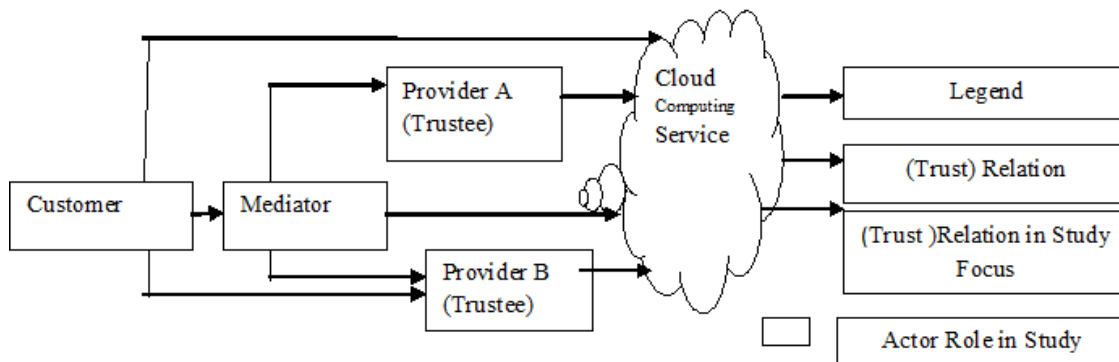 Customer
Mediator
Provider A
(Trustee)
Provider B
(Trustee)
Cloud
Computing
Service
Legend
(Trust) Relation
(Trust )Relation in Study
Focus
Actor Role in Study